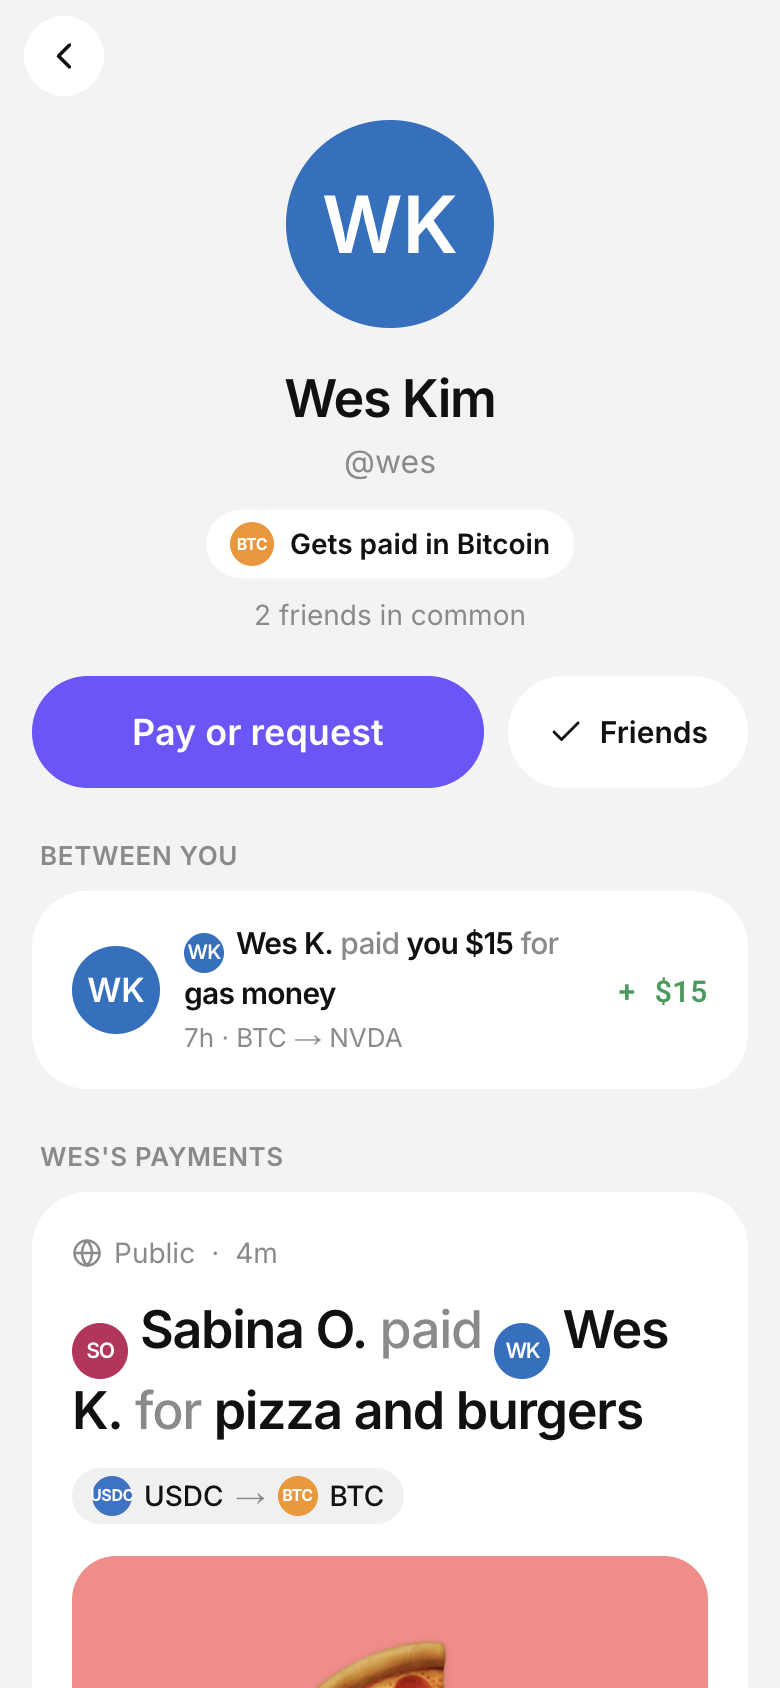 WK
Wes Kim
@wes
BTC Gets paid in Bitcoin
2 friends in common
Pay or request
Friends
BETWEEN YOU
WK
WK Wes K. paid you $15 for
gas money
+ $15
7h · BTC → NVDA
WES'S PAYMENTS
Public · 4m
SO Sabina O. paid WK Wes
K. for pizza and burgers
USDC USDC → BTC BTC